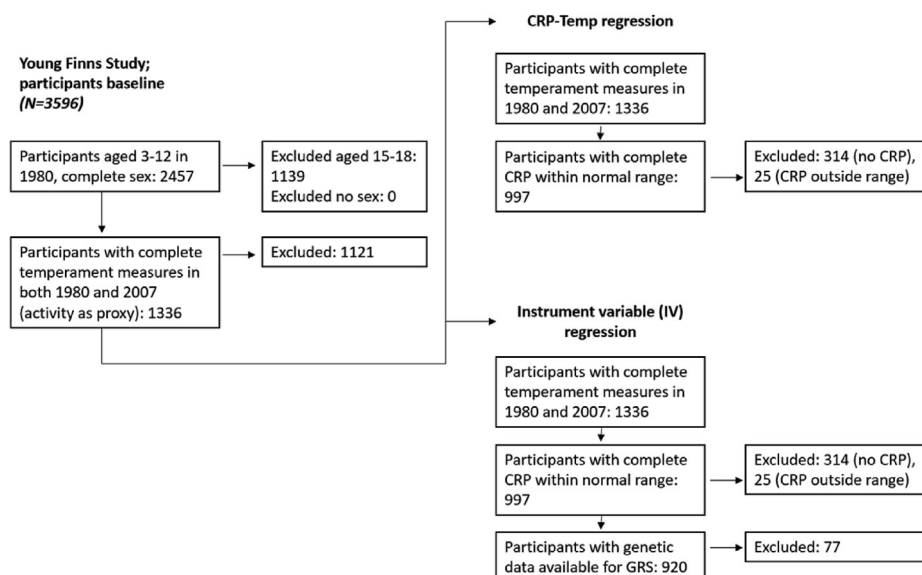 Young Finns Study;
participants baseline
(N=3596)
Participants aged 3-12 in
1980, complete sex: 2457
Excluded aged 15-18:
1139
Excluded no sex: 0
Participants with complete
temperament measures in
both 1980 and 2007
(activity as proxy): 1336
Excluded: 1121
CRP-Temp regression
Participants with complete
temperament measures in
1980 and 2007: 1336
Participants with complete
CRP within normal range:
997
Excluded: 314 (no CRP),
25 (CRP outside range)
Instrument variable (IV)
regression
Participants with complete
temperament measures in
1980 and 2007: 1336
Participants with complete
CRP within normal range:
997
Excluded: 314 (no CRP),
25 (CRP outside range)
Participants with genetic
data available for GRS: 920
Excluded: 77